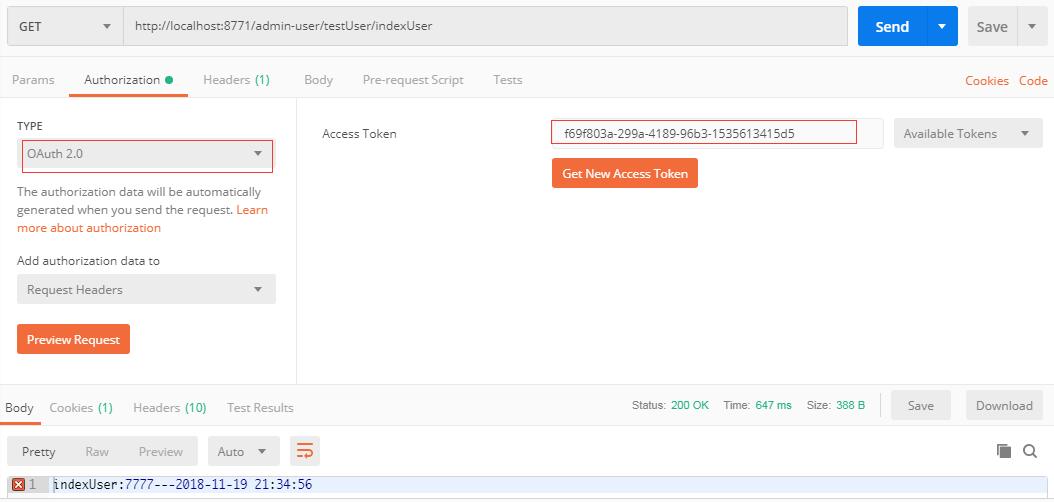 GET http://localhost:8771/admin-user/testUser/indexUser Send Save
Params Authorization Headers (1) Body Pre-request Script Tests Cookies Code
TYPE
OAuth 2.0
The authorization data will be automatically
generated when you send the request. Learn
more about authorization
Add authorization data to
Request Headers
Preview Request
Access Token f69f803a-299a-4189-96b3-1535613415d5 Available Tokens
Get New Access Token
Body Cookies (1) Headers (10) Test Results Status: 200 OK Time: 647 ms Size: 388 B Save Download
Pretty Raw Preview Auto
1 indexUser:7777---2018-11-19 21:34:56